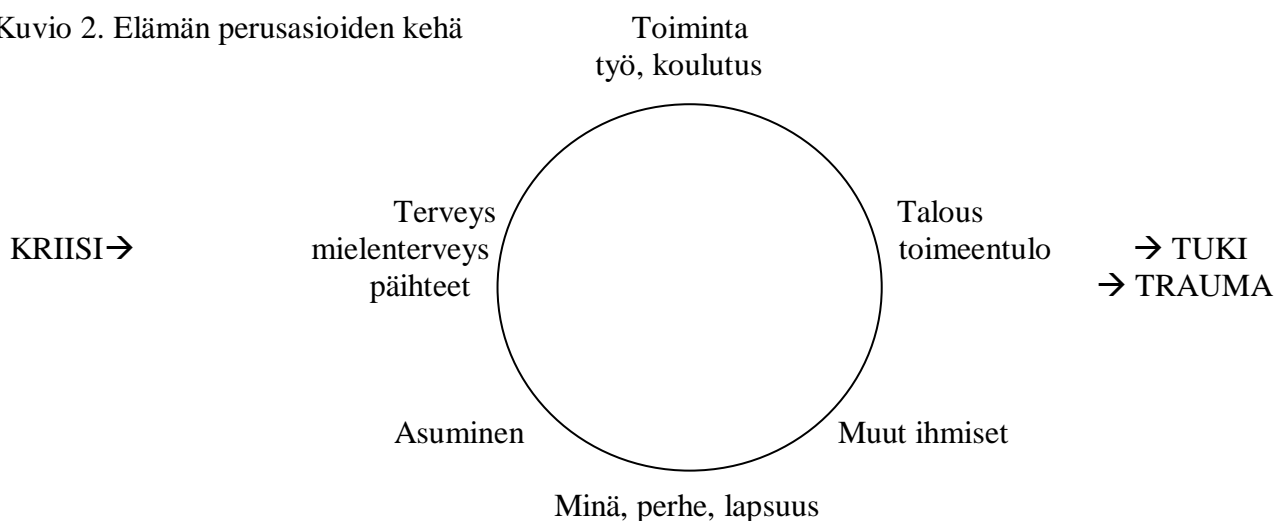 Kuvio 2. Elämän perusasioiden kehä
Toiminta
työ, koulutus
Terveys
mielenterveys
päihteet
Talous
toimeentulo
KRIISI→
→ TUKI
→ TRAUMA
Asuminen
Muut ihmiset
Minä, perhe, lapsuus